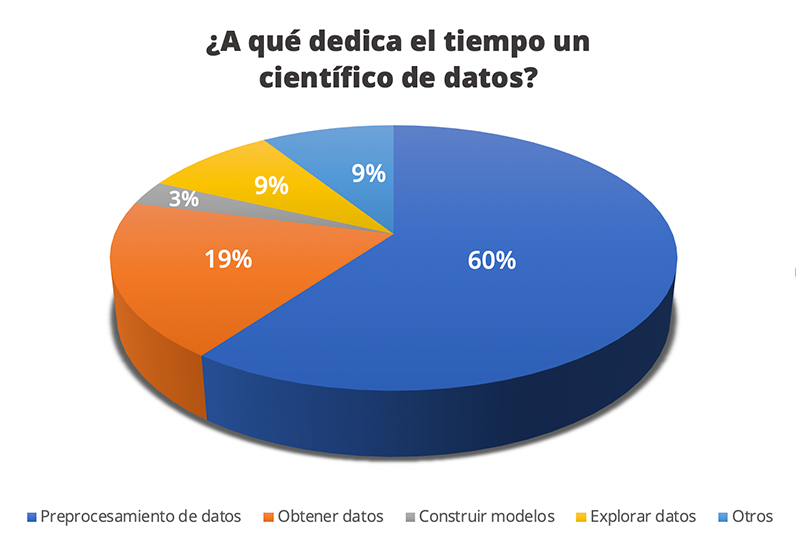 ¿A qué dedica el tiempo un
científico de datos?
9%
9%
3%
19%
60%
Preprocesamiento de datos
Obtener datos
Construir modelos
Explorar datos
Otros